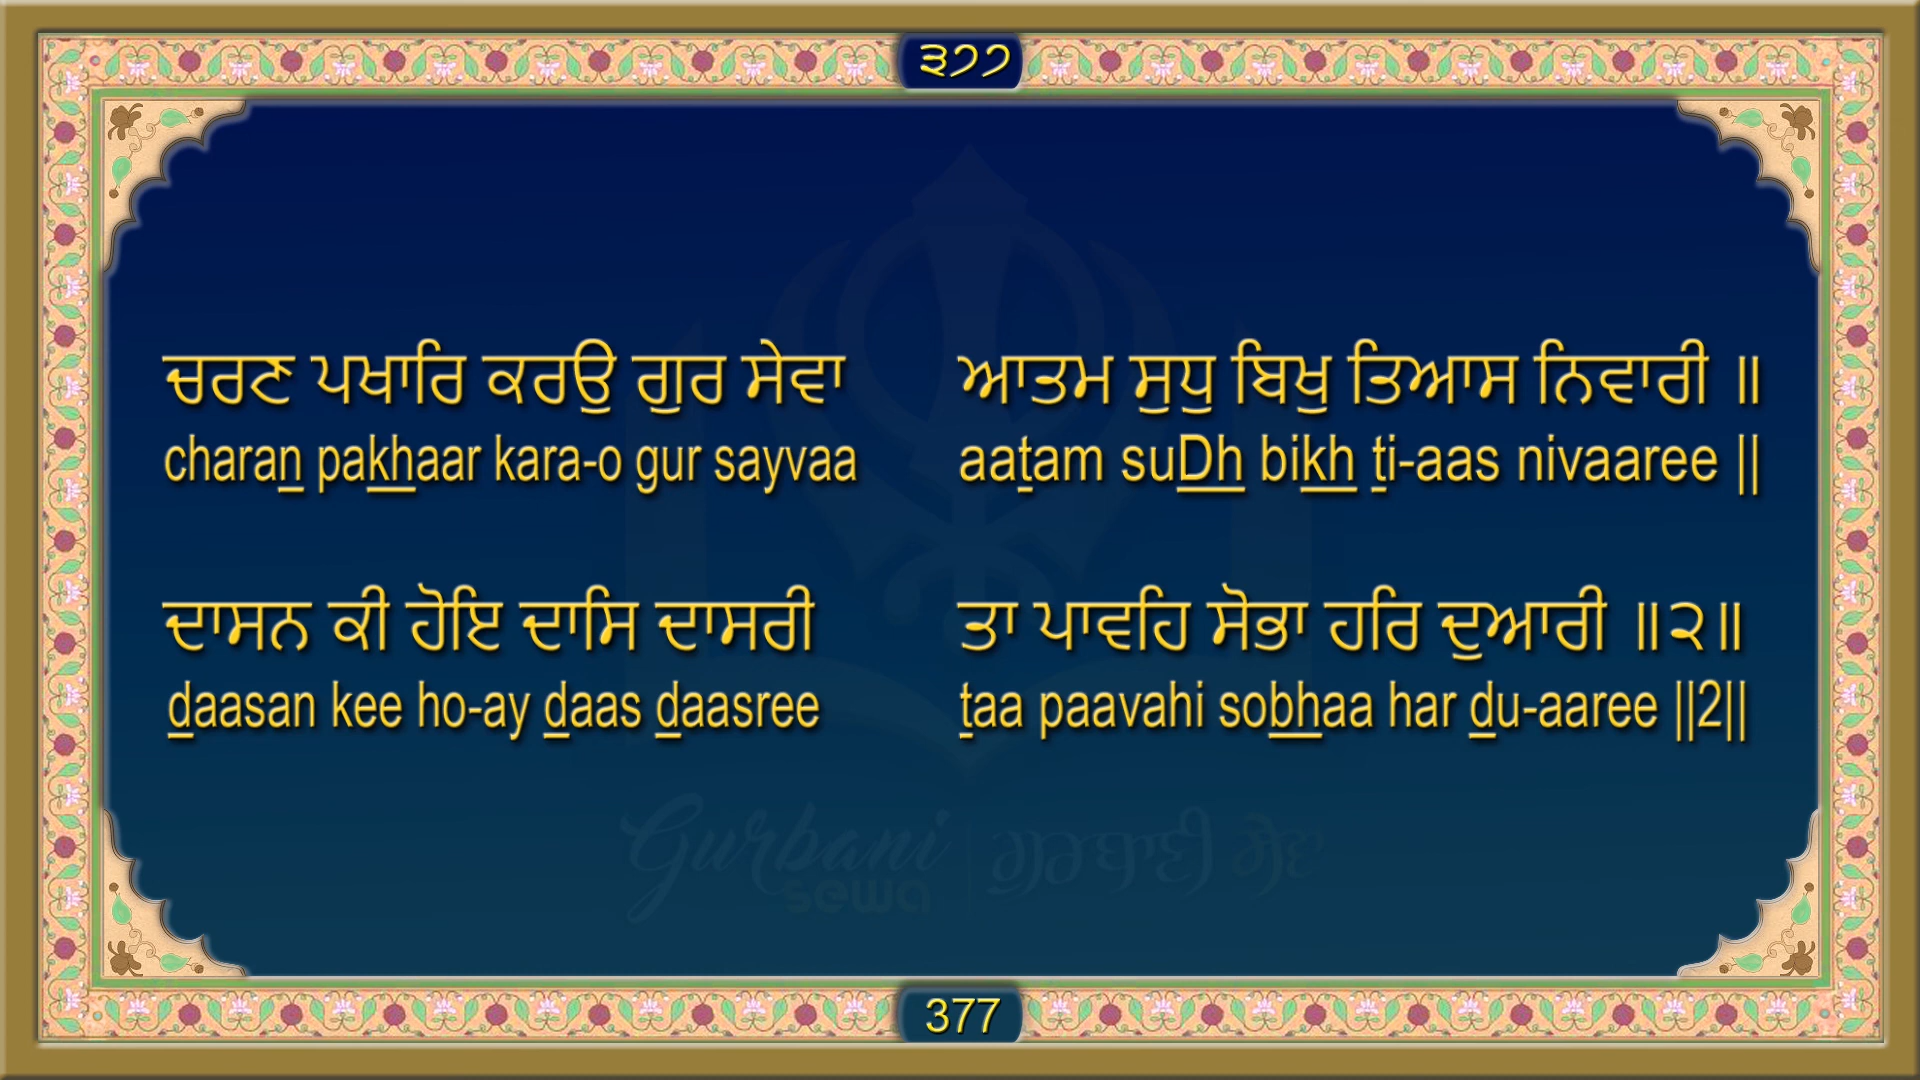 ੩੭੭
ਚਰਣ ਪਖਾਰਿ ਕਰਉ ਗੁਰ ਸੇਵਾ ਆਤਮ ਸੁਧੁ ਬਿਖੁ ਤਿਆਸ ਨਿਵਾਰੀ ॥
charan pakhaar kara-o gur sayvaa aatam suDh bikh ti-aas nivaaree ||
ਦਾਸਨ ਕੀ ਹੋਇ ਦਾਸਿ ਦਾਸਰੀ ਤਾ ਪਾਵਹਿ ਸੋਭਾ ਹਰਿ ਦੁਆਰੀ ॥੨॥
daasan kee ho-ay daas daasree taa paavahi sobhaa har du-aaree ||2||
Gurbani ਗੁਰਬਾਣੀ ਸੇਵਾ
sewa
377